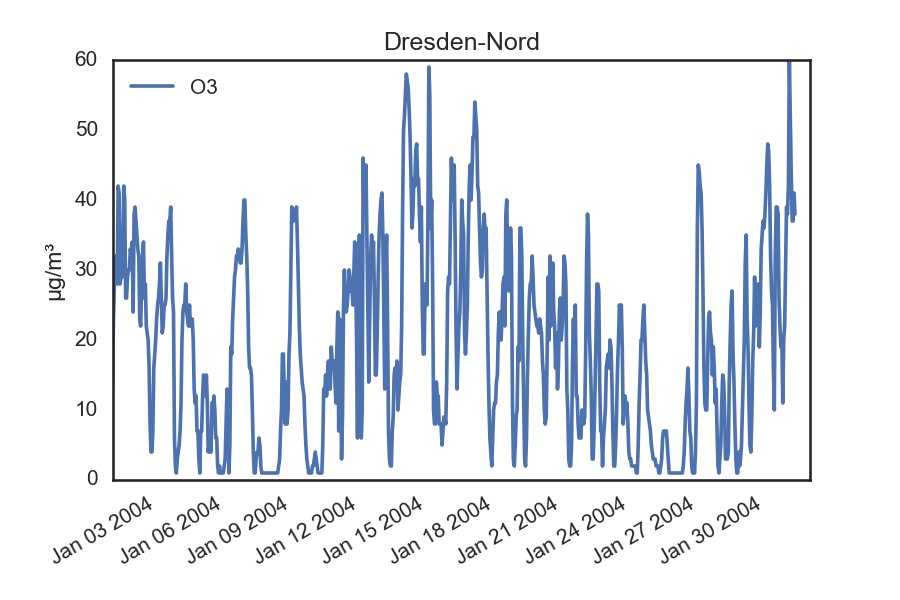 Dresden-Nord
O3
µg/m³
60
50
40
30
20
10
0
Jan 03 2004
Jan 06 2004
Jan 09 2004
Jan 12 2004
Jan 15 2004
Jan 18 2004
Jan 21 2004
Jan 24 2004
Jan 27 2004
Jan 30 2004